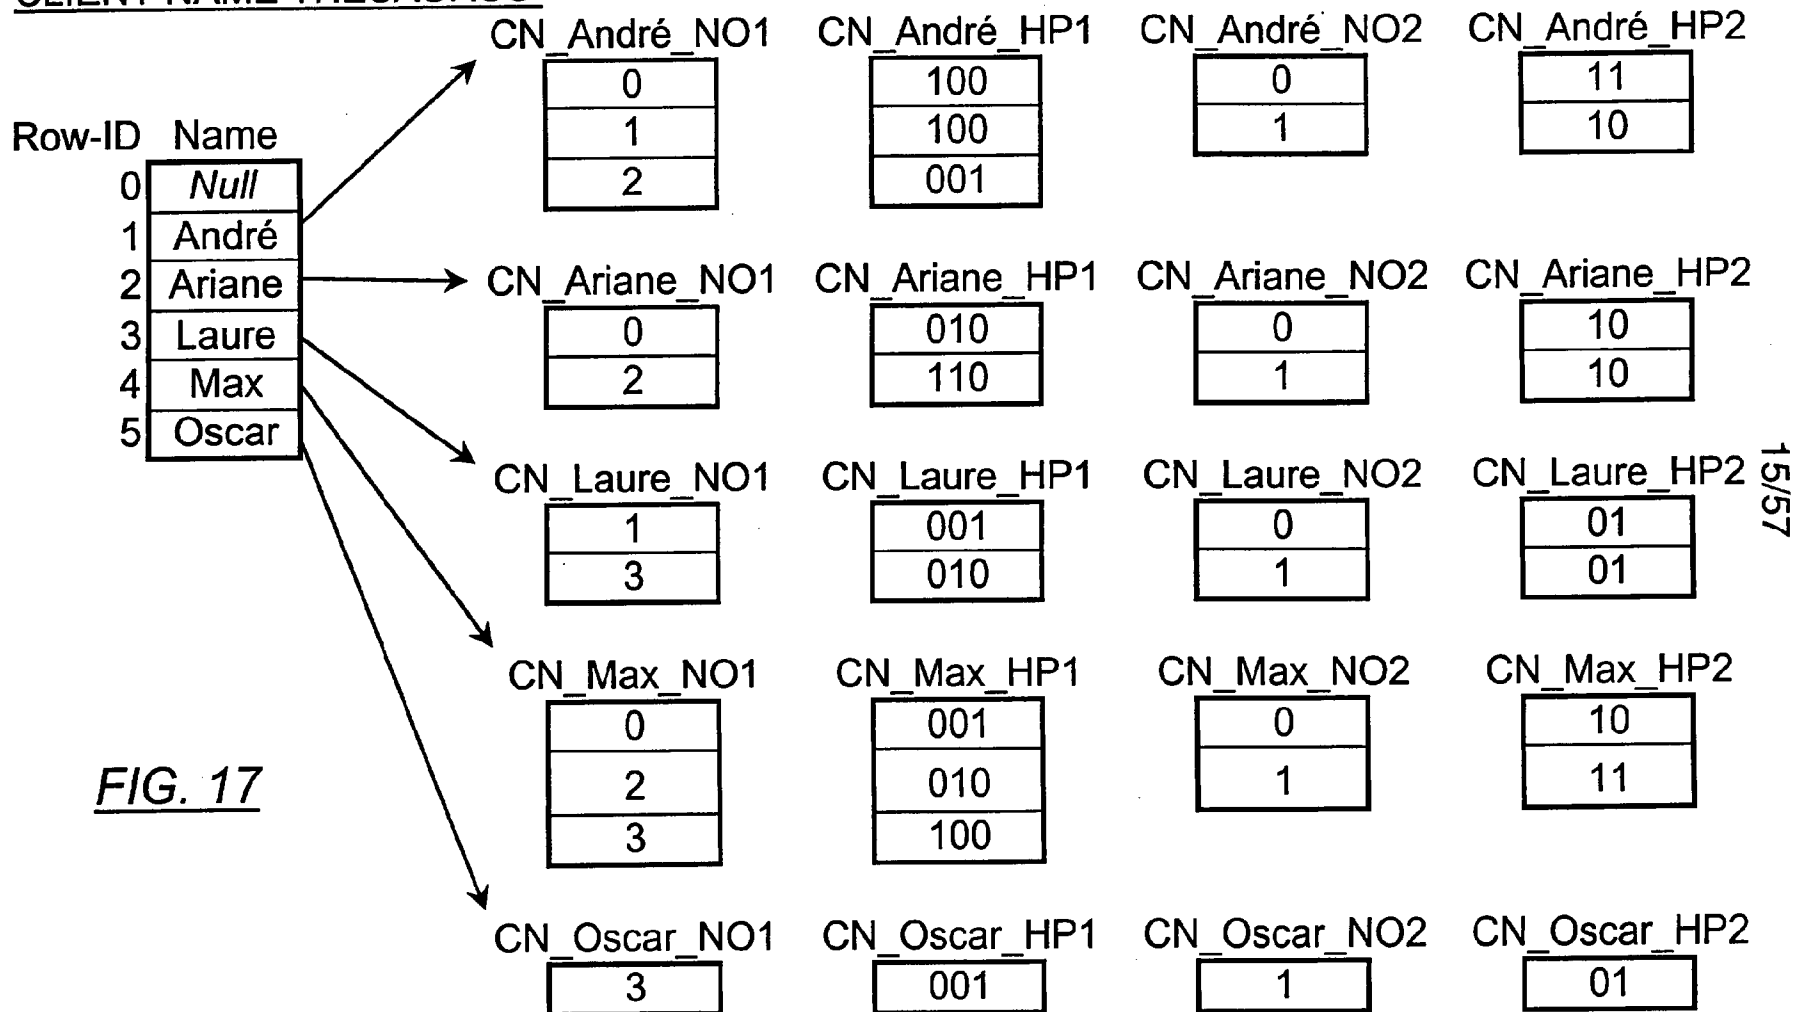 CN_André_NO1 CN_André_HP1 CN_André_NO2 CN_André_HP2
0 100 0 11
1 100 1 10
2 001
Row-ID Name
0 Null
1 André
2 Ariane
3 Laure
4 Max
5 Oscar
CN_Ariane_NO1 CN_Ariane_HP1 CN_Ariane_NO2 CN_Ariane_HP2
0 010 0 10
2 110 1 10
CN_Laure_NO1 CN_Laure_HP1 CN_Laure_NO2 CN_Laure_HP2
1 001 0 01
3 010 1 01
15/57
CN_Max_NO1 CN_Max_HP1 CN_Max_NO2 CN_Max_HP2
0 001 0 10
2 010 1 11
3 100
FIG. 17
CN_Oscar_NO1 CN_Oscar_HP1 CN_Oscar_NO2 CN_Oscar_HP2
3 001 1 01